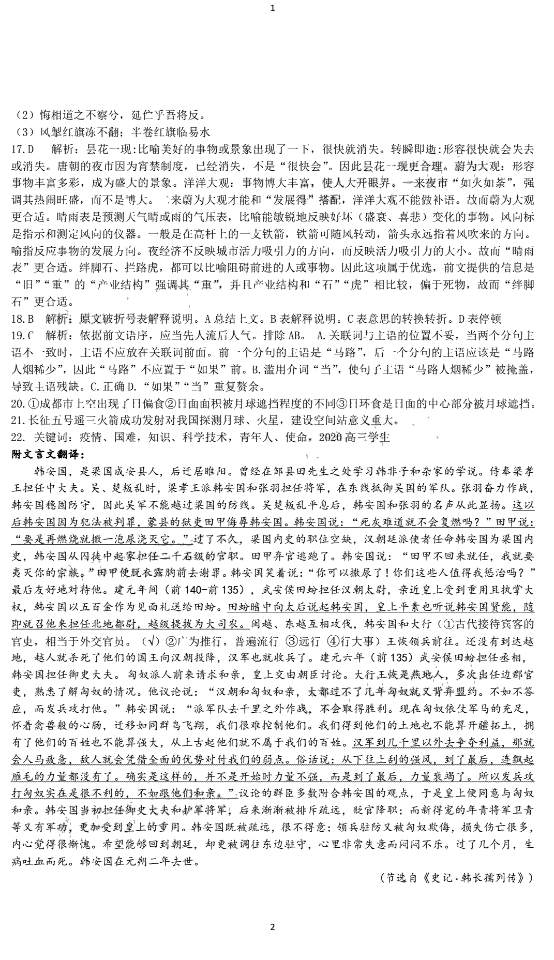 1
（2）悔相道之不察兮，延伫乎吾将反。
（3）风掣红旗冻不翻；半卷红旗临易水
17.D 解析：昙花一现:比喻美好的事物或景象出现了一下，很快就消失。转瞬即逝:形容很快就会失去
或消失。唐朝的夜市因为宵禁制度，已经消失，不是“很快会”。因此昙花一现更合理。蔚为大观：形容
事物丰富多彩，成为盛大的景象。洋洋大观：事物博大丰富，使人大开眼界。一来夜市“如火如荼”，强
调其热闹旺盛，而不是博大。二来蔚为大观才能和“发展得”搭配，洋洋大观不能做补语。故而蔚为大观
更合适。晴雨表是预测天气晴或雨的气压表，比喻能敏锐地反映好坏（盛衰、喜悲）变化的事物。风向标
是指示和测定风向的仪器。一般是在高杆上的一支铁箭，铁箭可随风转动，箭头永远指着风吹来的方向。
喻指反应事物的发展方向。夜经济不反映城市活力吸引力的方向，而反映活力吸引力的大小。故而“晴雨
表”更合适。绊脚石、拦路虎，都可以比喻阻碍前进的人或事物。因此这项属于优选，前文提供的信息是
“旧”“重”的“产业结构”强调其“重”，并且产业结构和“石”“虎”相比较，偏于死物，故而“绊脚
石”更合适。
18.B 解析：原文破折号表解释说明。A 总结上文。B 表解释说明。C 表意思的转换转折。D 表停顿
19.C 解析：依据前文语序，应当先人流后人气。排除 AB。 A.关联词与主语的位置不妥，当两个分句主
语不一致时，主语不应放在关联词前面。前一个分句的主语是“马路”，后一个分句的主语应该是“马路
人烟稀少”，因此“马路”不应置于“如果”前。B.滥用介词“当”，使句子主语“马路人烟稀少”被掩盖，
导致主语残缺。C.正确 D.“如果”“当”重复赘余。
20.①成都市上空出现了日偏食②日面面积被月球遮挡程度的不同③日环食是日面的中心部分被月球遮挡。
21.长征五号遥三火箭成功发射对我国探测月球、火星，建设空间站意义重大。
22. 关键词：疫情、国难，知识、科学技术，青年人、使命，2020 高三学生
附文言文翻译：
韩安国，是梁国成安县人，后迁居睢阳。曾经在邹县田先生之处学习韩非子和杂家的学说。侍奉梁孝
王担任中大夫。吴、楚叛乱时，梁孝王派韩安国和张羽担任将军，在东线抵御吴国的军队。张羽奋力作战，
韩安国稳固防守，因此吴军不能越过梁国的防线。吴楚叛乱平息后，韩安国和张羽的名声从此显扬。这以
后韩安国因为犯法被判罪，蒙县的狱吏田甲侮辱韩安国。韩安国说：“死灰难道就不会复燃吗？”田甲说：
“要是再燃烧就撒一泡尿浇灭它。”过了不久，梁国内史的职位空缺，汉朝廷派使者任命韩安国为梁国内
史，韩安国从囚徒中起家担任二千石级的官职。田甲弃官逃跑了。韩安国说：“田甲不回来就任，我就要
夷灭你的宗族。”田甲便脱衣露胸前去谢罪。韩安国笑着说：“你可以撒尿了！你们这些人值得我惩治吗？”
最后友好地对待他。建元年间（前 140-前 135），武安侯田蚡担任汉朝太尉，亲近皇上受到重用且执掌大
权，韩安国以五百金作为见面礼送给田蚡。田蚡暗中向太后说起韩安国，皇上平素也听说韩安国贤能，随
即就召他来担任北地都尉，越级提拔为大司农。闽越、东越互相攻伐，韩安国和大行（①古代接待宾客的
官吏，相当于外交官员。（√）②广为推行，普遍流行 ③远行 ④行大事）王恢领兵前往。还没有到达越
地，越人就杀死了他们的国王向汉朝投降，汉军也就收兵了。建元六年（前 135）武安侯田蚡担任丞相，
韩安国担任御史大夫。匈奴派人前来请求和亲，皇上交由朝臣讨论。大行王恢是燕地人，多次出任边郡官
吏，熟悉了解匈奴的情况。他议论说：“汉朝和匈奴和亲，大都过不了几年匈奴就又背弃盟约。不如不答
应，而发兵攻打他。”韩安国说：“派军队去千里之外作战，不会取得胜利。现在匈奴依仗军马的充足，
怀着禽兽般的心肠，迁移如同群鸟飞翔，我们很难控制他们。我们得到他们的土地也不能算开疆拓土，拥
有了他们的百姓也不能算强大，从上古起他们就不属于我们的百姓。汉军到几千里以外去争夺利益，那就
会人马疲惫，敌人就会凭借全面的优势对付我们的弱点。俗话说：从下往上刮的强风，到了最后，连飘起
雁毛的力量都没有了。确实是这样的，并不是开始时力量不强，而是到了最后，力量衰竭了。所以发兵攻
打匈奴实在是很不利的，不如跟他们和亲。”议论的群臣多数附合韩安国的观点，于是皇上便同意与匈奴
和亲。韩安国当初担任御史大夫和护军将军，后来渐渐被排斥疏远，贬官降职；而新得宠的年青将军卫青
等又有军功，更加受到皇上的重用。韩安国既被疏远，很不得意；领兵驻防又被匈奴欺侮，损失伤亡很多，
内心觉得很惭愧。希望能够回到朝廷，却更被调往东边驻守，心里非常失意而闷闷不乐。过了几个月，生
病吐血而死。韩安国在元朔二年去世。
（节选自《史记·韩长孺列传》）
2